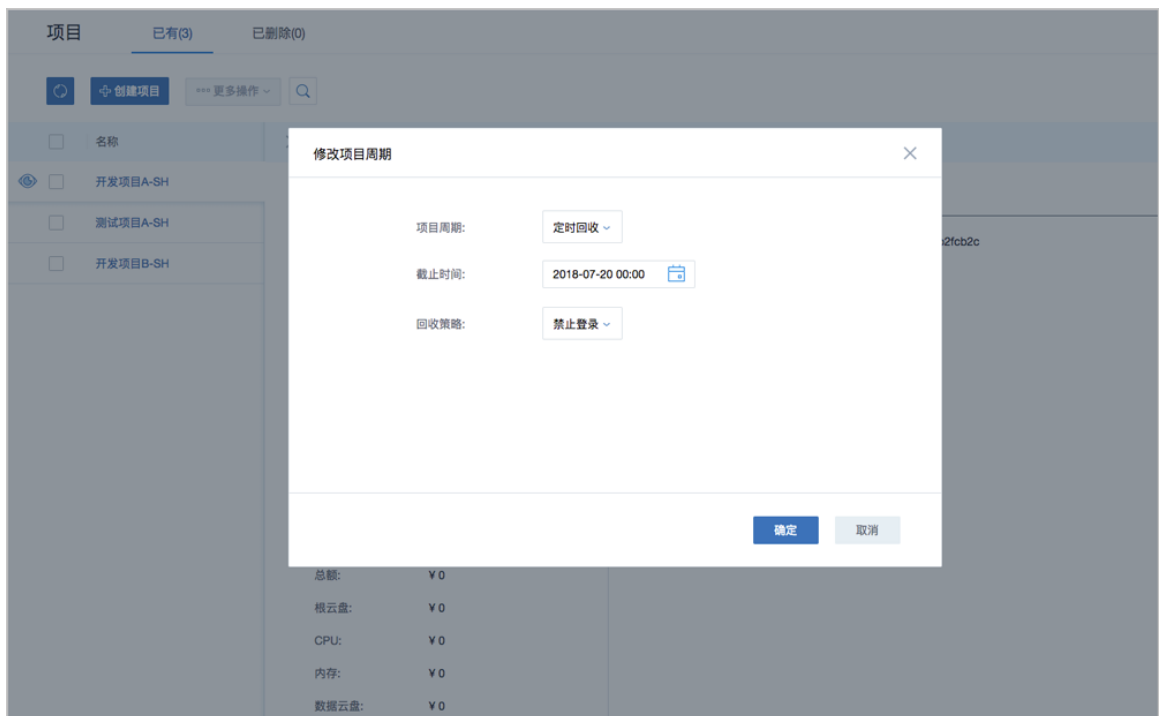 项目 已有(3) 已删除(0)
创建项目 更多操作
名称
修改项目周期
开发项目A-SH
项目周期: 定时回收
测试项目A-SH
2fcb2c
开发项目B-SH
截止时间: 2018-07-20 00:00
回收策略: 禁止登录
确定 取消
总额: ¥ 0
根云盘: ¥ 0
CPU: ¥ 0
内存: ¥ 0
数据云盘: ¥ 0